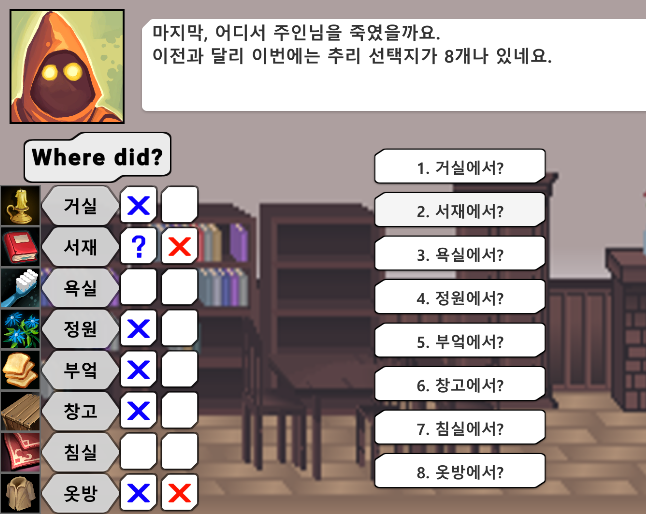 마지막, 어디서 주인님을 죽였을까요.
이전과 달리 이번에는 추리 선택지가 8개나 있네요.
Where did?
거실
서재
?
욕실
정원
부엌
창고
침실
옷방
1. 거실에서?
2. 서재에서?
3. 욕실에서?
4. 정원에서?
5. 부엌에서?
6. 창고에서?
7. 침실에서?
8. 옷방에서?